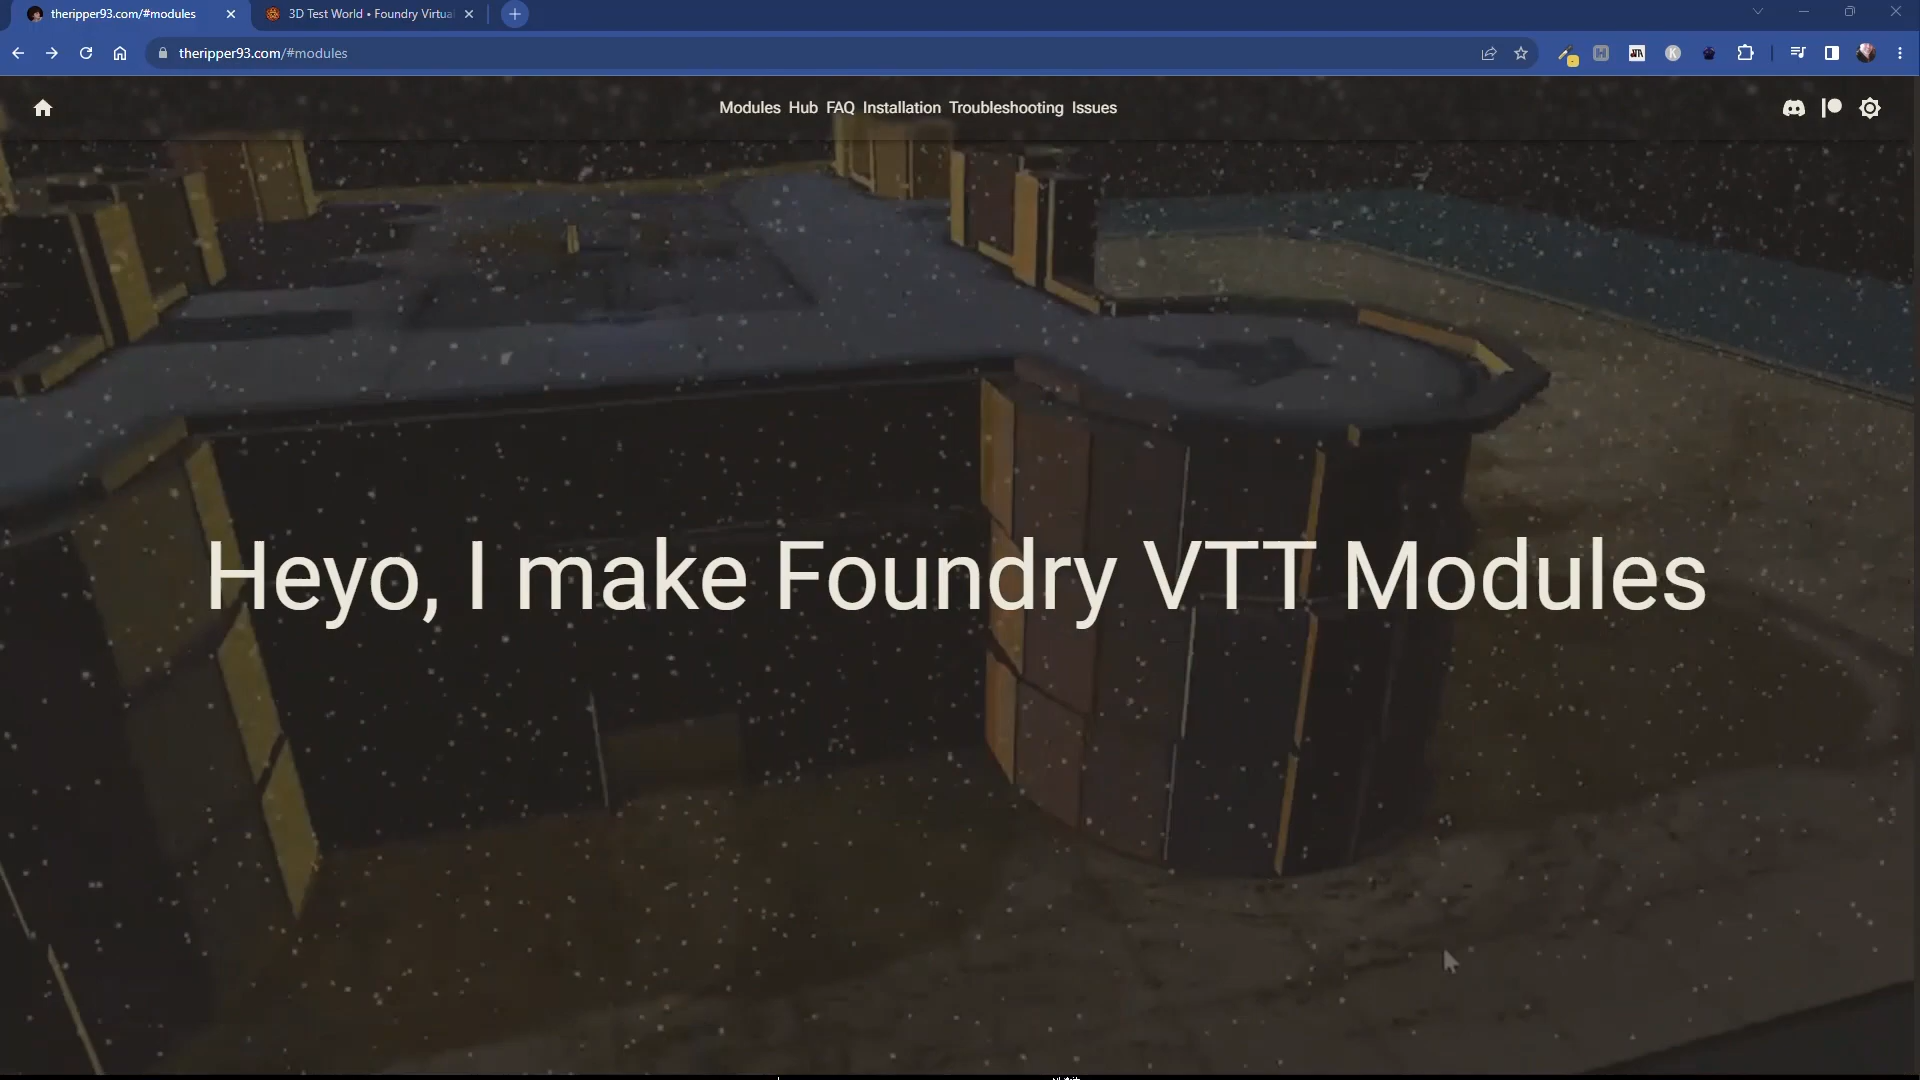 theripper93.com/#modules
3D Test World • Foundry Virtua
theripper93.com/#modules
Modules Hub FAQ Installation Troubleshooting Issues
Heyo, I make Foundry VTT Modules